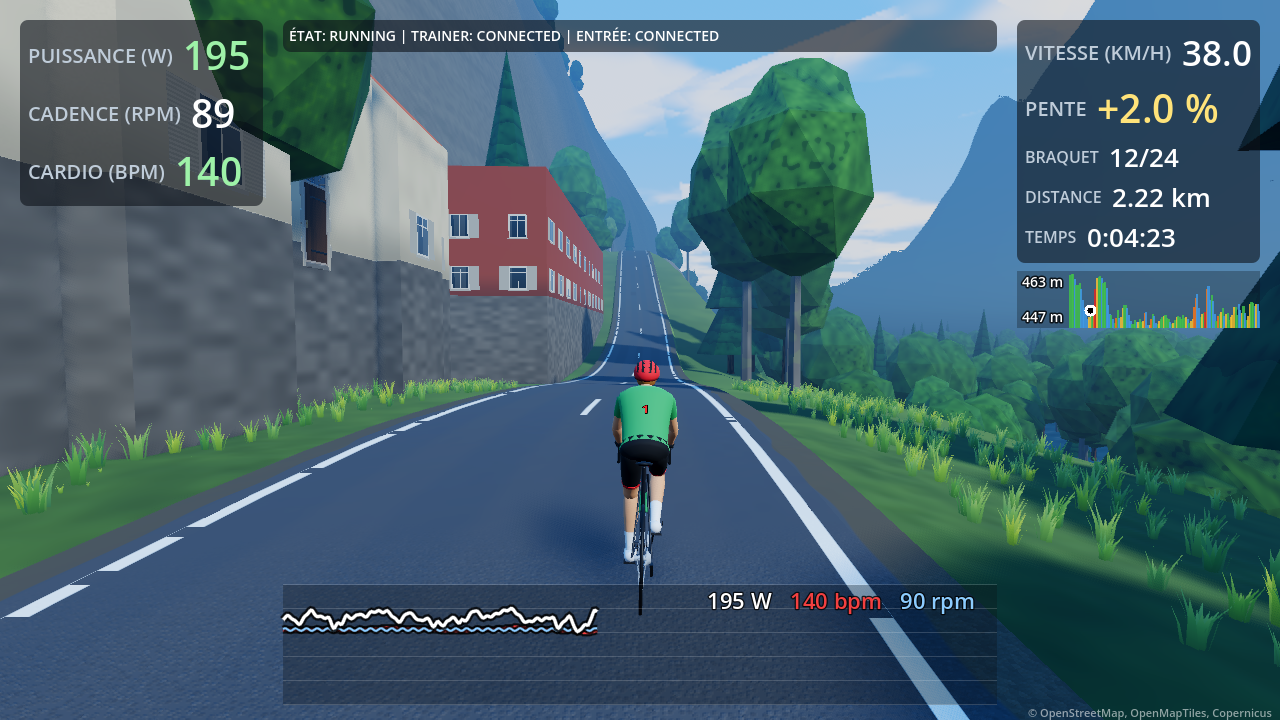 PUISSANCE (W) 195
CADENCE (RPM) 89
CARDIO (BPM) 140
ÉTAT: RUNNING | TRAINER: CONNECTED | ENTRÉE: CONNECTED
VITESSE (KM/H) 38.0
PENTE +2.0 %
BRAQUET 12/24
DISTANCE 2.22 km
TEMPS 0:04:23
463 m
447 m
1
195 W 140 bpm 90 rpm
© OpenStreetMap, OpenMapTiles, Copernicus